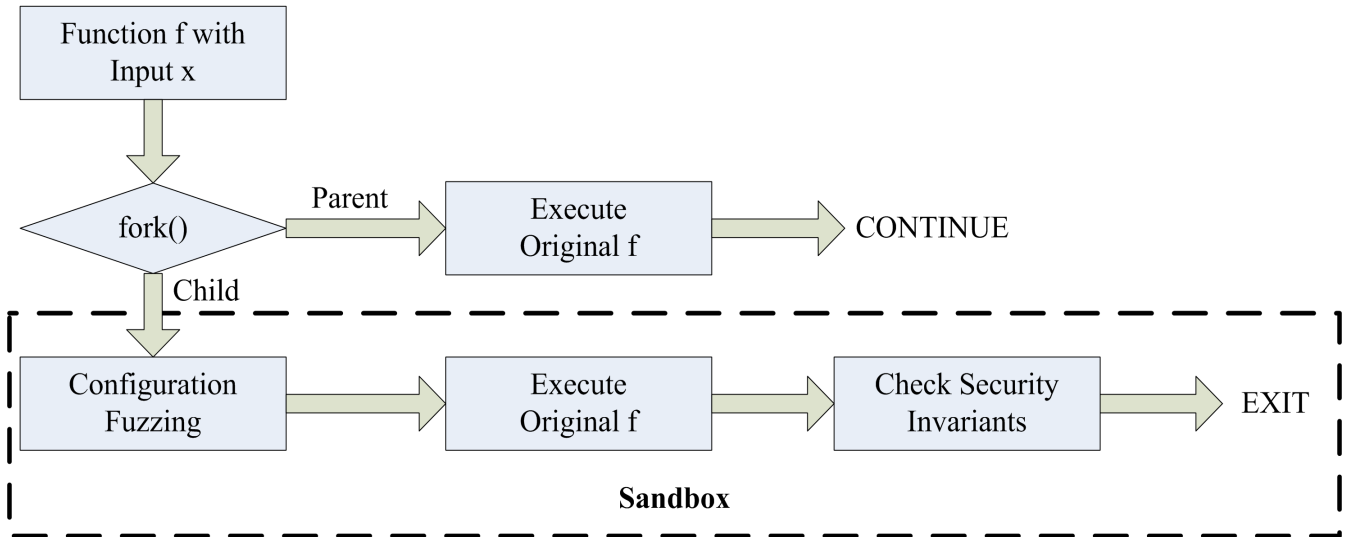 Function f with
Input x
fork()
Parent
Execute
Original f
CONTINUE
Child
Configuration
Fuzzing
Execute
Original f
Check Security
Invariants
EXIT
Sandbox